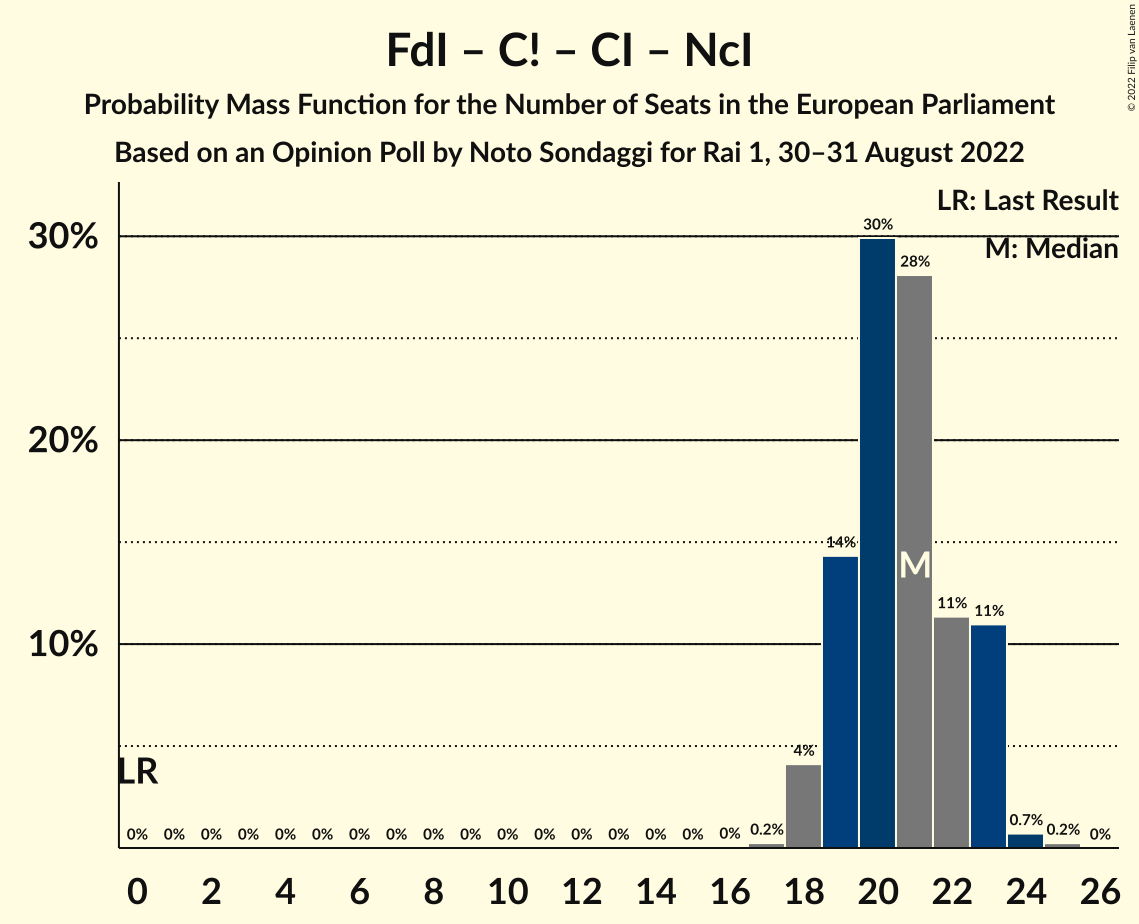 FdI – C! – CI – NcI
Probability Mass Function for the Number of Seats in the European Parliament
Based on an Opinion Poll by Noto Sondaggi for Rai 1, 30–31 August 2022
© 2022 Filip van Laenen
LR: Last Result
M: Median
30%
20%
10%
LR
M
0% 0% 0% 0% 0% 0% 0% 0% 0% 0% 0% 0% 0% 0% 0% 0% 0% 0.2% 4% 14% 30% 28% 11% 11% 0.7% 0.2% 0%
0 2 4 6 8 10 12 14 16 18 20 22 24 26